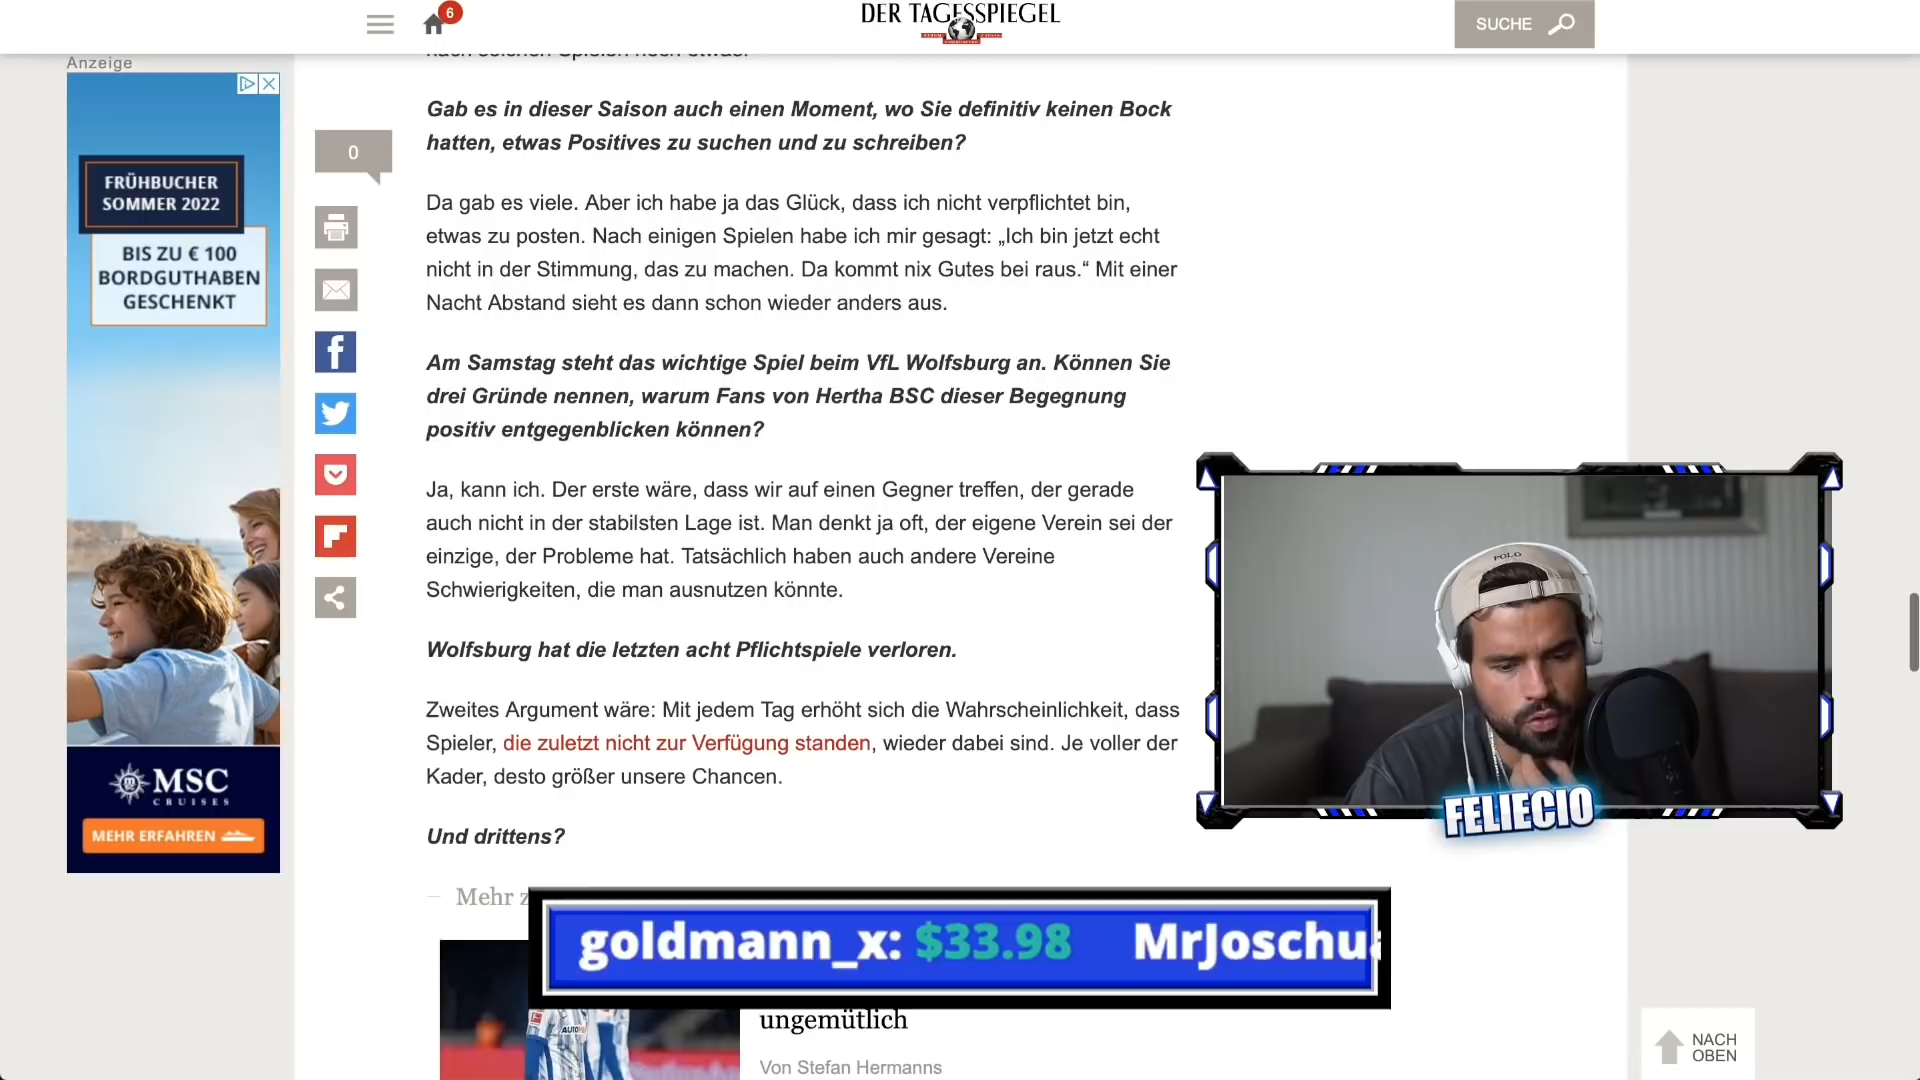 6
DER TAGESSPIEGEL
SUCHE
Anzeige
FRÜHBUCHER
SOMMER 2022
BIS ZU € 100
BORDGUTHABEN
GESCHENKT
MSC
CRUISES
MEHR ERFAHREN
0
nach solchen Spielen noch etwas.
Gab es in dieser Saison auch einen Moment, wo Sie definitiv keinen Bock
hatten, etwas Positives zu suchen und zu schreiben?
Da gab es viele. Aber ich habe ja das Glück, dass ich nicht verpflichtet bin,
etwas zu posten. Nach einigen Spielen habe ich mir gesagt: „Ich bin jetzt echt
nicht in der Stimmung, das zu machen. Da kommt nix Gutes bei raus.“ Mit einer
Nacht Abstand sieht es dann schon wieder anders aus.
Am Samstag steht das wichtige Spiel beim VfL Wolfsburg an. Können Sie
drei Gründe nennen, warum Fans von Hertha BSC dieser Begegnung
positiv entgegenblicken können?
Ja, kann ich. Der erste wäre, dass wir auf einen Gegner treffen, der gerade
auch nicht in der stabilsten Lage ist. Man denkt ja oft, der eigene Verein sei der
einzige, der Probleme hat. Tatsächlich haben auch andere Vereine
Schwierigkeiten, die man ausnutzen könnte.
Wolfsburg hat die letzten acht Pflichtspiele verloren.
Zweites Argument wäre: Mit jedem Tag erhöht sich die Wahrscheinlichkeit, dass
Spieler, die zuletzt nicht zur Verfügung standen, wieder dabei sind. Je voller der
Kader, desto größer unsere Chancen.
Und drittens?
Mehr z
POLO
FELIECIO
goldmann_x: $33.98 MrJoschua
ungemütlich
Von Stefan Hermanns
NACH
OBEN